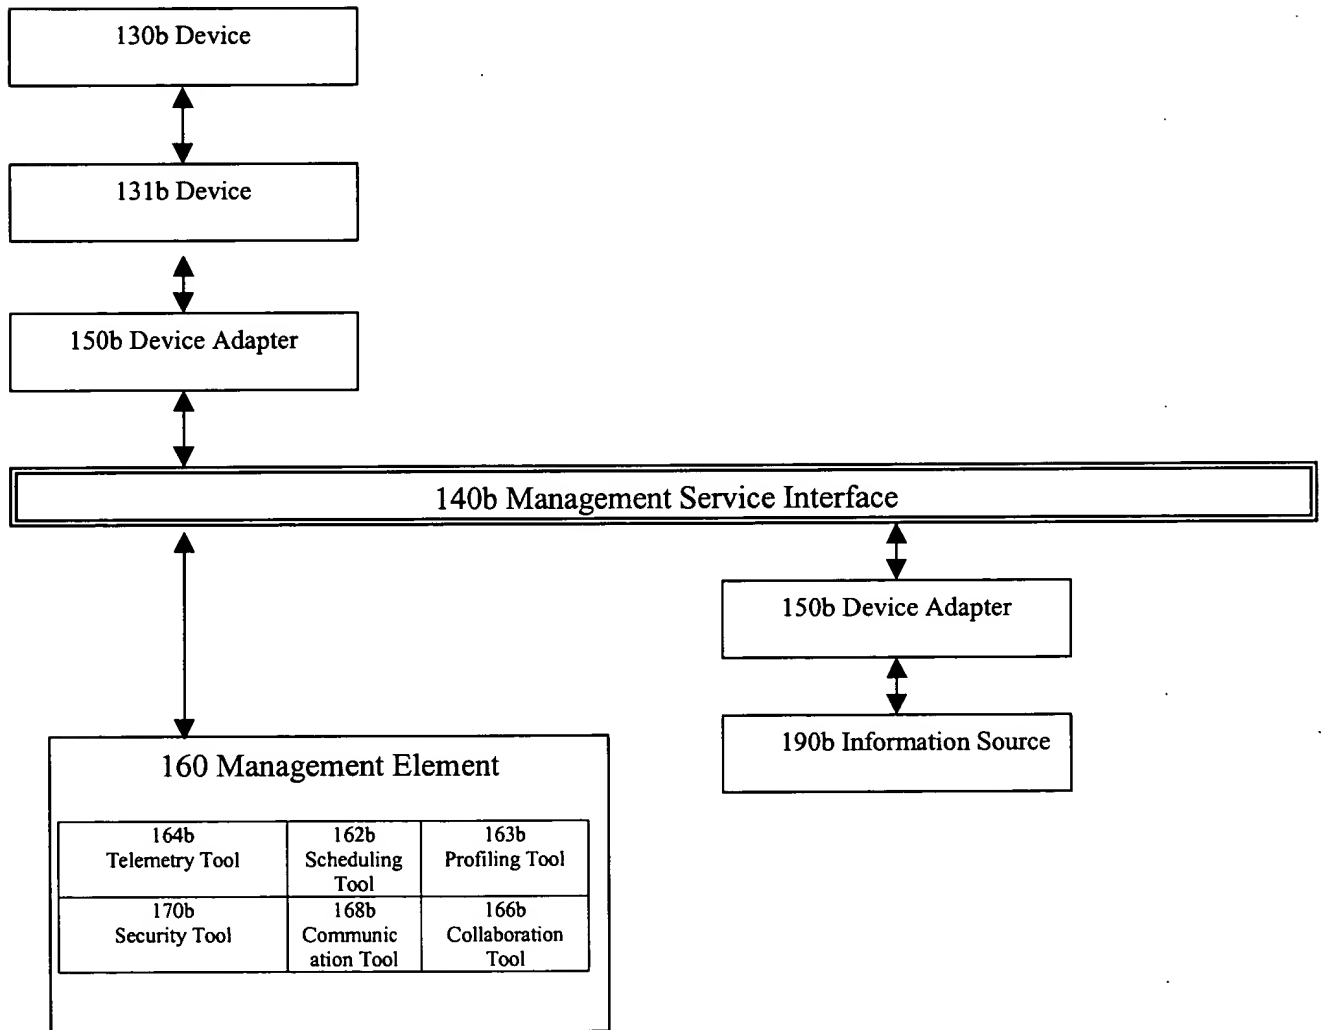 130b Device
131b Device
150b Device Adapter
140b Management Service Interface
150b Device Adapter
190b Information Source
160 Management Element
164b
Telemetry Tool
162b
Scheduling
Tool
163b
Profiling Tool
170b
Security Tool
168b
Communic
ation Tool
166b
Collaboration
Tool